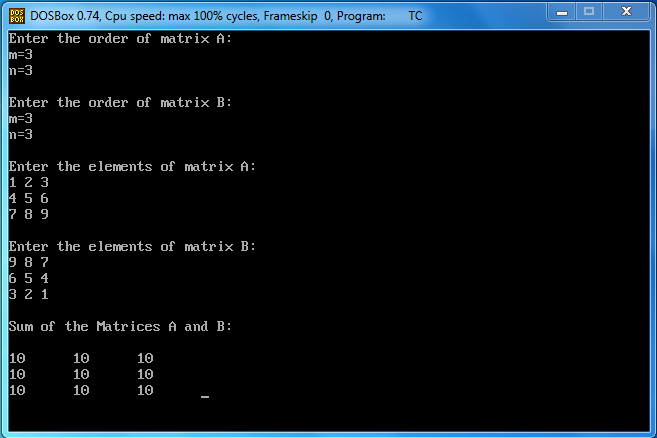 DOS
BOX
DOSBox 0.74, Cpu speed: max 100% cycles, Frameskip 0, Program: TC
Enter the order of matrix A:
m=3
n=3
Enter the order of matrix B:
m=3
n=3
Enter the elements of matrix A:
1 2 3
4 5 6
7 8 9
Enter the elements of matrix B:
9 8 7
6 5 4
3 2 1
Sum of the Matrices A and B:
10 10 10
10 10 10
10 10 10 _